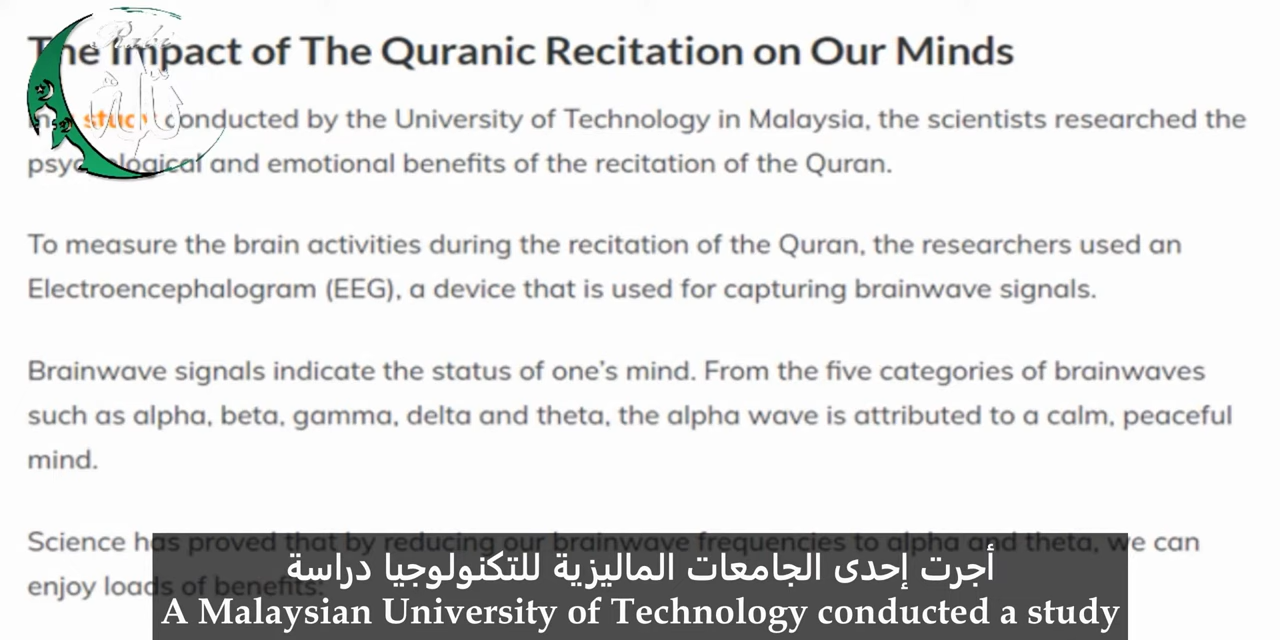 The Impact of The Quranic Recitation on Our Minds
study conducted by the University of Technology in Malaysia, the scientists researched the
psychological and emotional benefits of the recitation of the Quran.
To measure the brain activities during the recitation of the Quran, the researchers used an
Electroencephalogram (EEG), a device that is used for capturing brainwave signals.
Brainwave signals indicate the status of one's mind. From the five categories of brainwaves
such as alpha, beta, gamma, delta and theta, the alpha wave is attributed to a calm, peaceful
mind.
Science has proved that by reducing our brainwave frequencies to alpha and theta, we can
enjoy loads of benefits:
أجرت إحدى الجامعات الماليزية للتكنولوجيا دراسة
A Malaysian University of Technology conducted a study